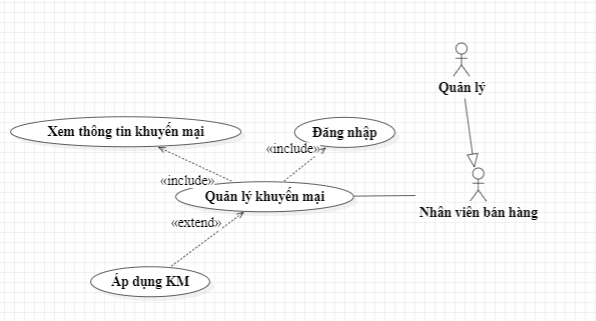 Quản lý
Xem thông tin khuyến mại
Đăng nhập
«include»
«include»
Quản lý khuyến mại
Nhân viên bán hàng
«extend»
Áp dụng KM